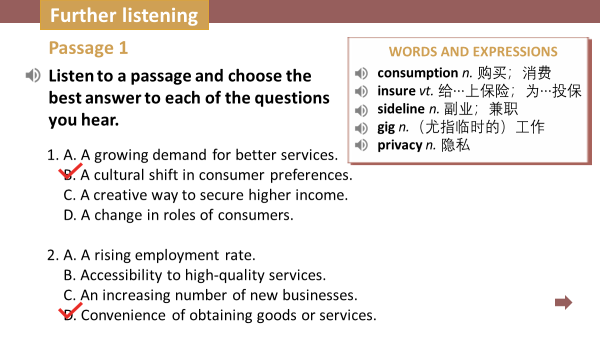 Further listening
Passage 1
Listen to a passage and choose the
best answer to each of the questions
you hear.
WORDS AND EXPRESSIONS
consumption n. 购买；消费
insure vt. 给…上保险；为…投保
sideline n. 副业；兼职
gig n.（尤指临时的）工作
privacy n. 隐私
1. A. A growing demand for better services.
B. A cultural shift in consumer preferences.
C. A creative way to secure higher income.
D. A change in roles of consumers.
2. A. A rising employment rate.
B. Accessibility to high-quality services.
C. An increasing number of new businesses.
D. Convenience of obtaining goods or services.